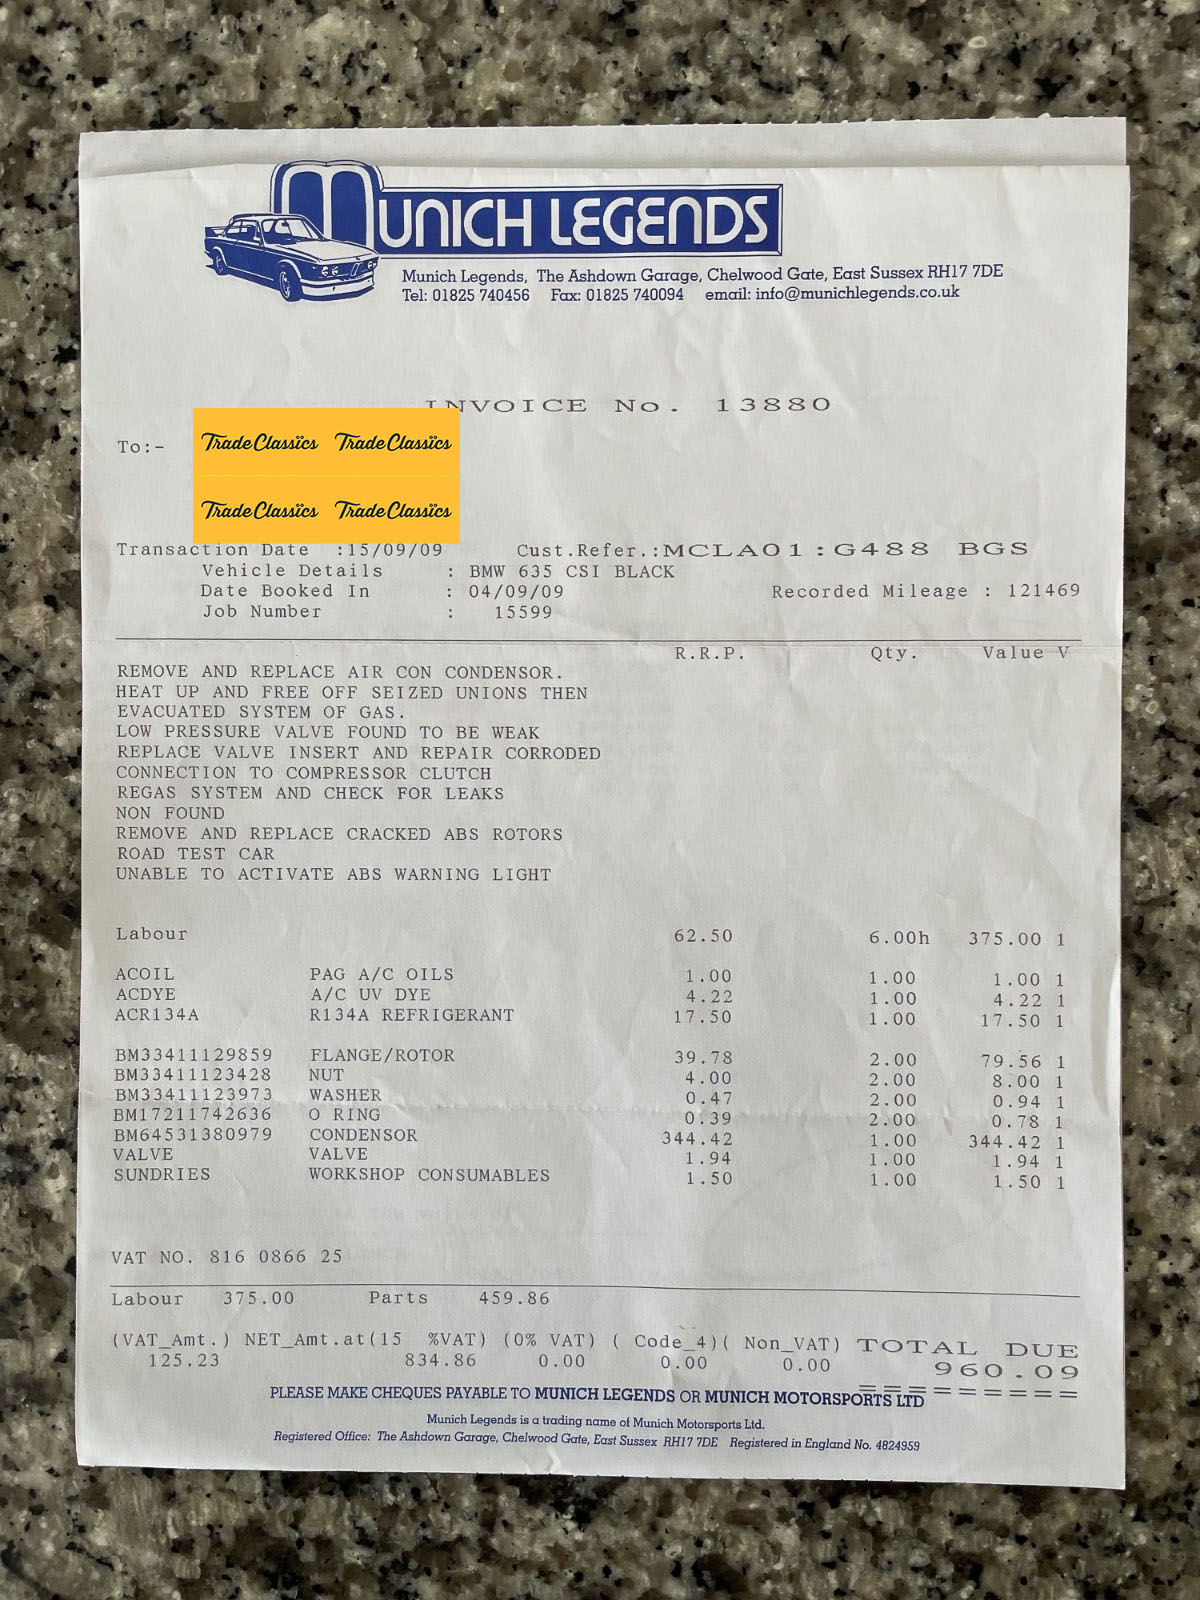 MUNICH LEGENDS
Munich Legends, The Ashdown Garage, Chelwood Gate, East Sussex RH17 7DE
Tel: 01825 740456 Fax: 01825 740094 email: info@munichlegends.co.uk
INVOICE No. 13880
To:-
TradeClassics TradeClassics
TradeClassics TradeClassics
Transaction Date :15/09/09 Cust.Refer.:MCLA01:G488 BGS
Vehicle Details : BMW 635 CSI BLACK
Date Booked In : 04/09/09 Recorded Mileage : 121469
Job Number : 15599
R.R.P. Qty. Value V
REMOVE AND REPLACE AIR CON CONDENSOR.
HEAT UP AND FREE OFF SEIZED UNIONS THEN
EVACUATED SYSTEM OF GAS.
LOW PRESSURE VALVE FOUND TO BE WEAK
REPLACE VALVE INSERT AND REPAIR CORRODED
CONNECTION TO COMPRESSOR CLUTCH
REGAS SYSTEM AND CHECK FOR LEAKS
NON FOUND
REMOVE AND REPLACE CRACKED ABS ROTORS
ROAD TEST CAR
UNABLE TO ACTIVATE ABS WARNING LIGHT
Labour 62.50 6.00h 375.00 1
ACOIL PAG A/C OILS 1.00 1.00 1.00 1
ACDYE A/C UV DYE 4.22 1.00 4.22 1
ACR134A R134A REFRIGERANT 17.50 1.00 17.50 1
BM33411129859 FLANGE/ROTOR 39.78 2.00 79.56 1
BM33411123428 NUT 4.00 2.00 8.00 1
BM33411123973 WASHER 0.47 2.00 0.94 1
BM17211742636 O RING 0.39 2.00 0.78 1
BM64531380979 CONDENSOR 344.42 1.00 344.42 1
VALVE VALVE 1.94 1.00 1.94 1
SUNDRIES WORKSHOP CONSUMABLES 1.50 1.00 1.50 1
VAT NO. 816 0866 25
Labour 375.00 Parts 459.86
(VAT_Amt.) NET_Amt.at(15 %VAT) (0% VAT) ( Code_4)( Non_VAT) TOTAL DUE
125.23 834.86 0.00 0.00 0.00 960.09
=========
PLEASE MAKE CHEQUES PAYABLE TO MUNICH LEGENDS OR MUNICH MOTORSPORTS LTD
Munich Legends is a trading name of Munich Motorsports Ltd.
Registered Office: The Ashdown Garage, Chelwood Gate, East Sussex RH17 7DE Registered in England No. 4824959